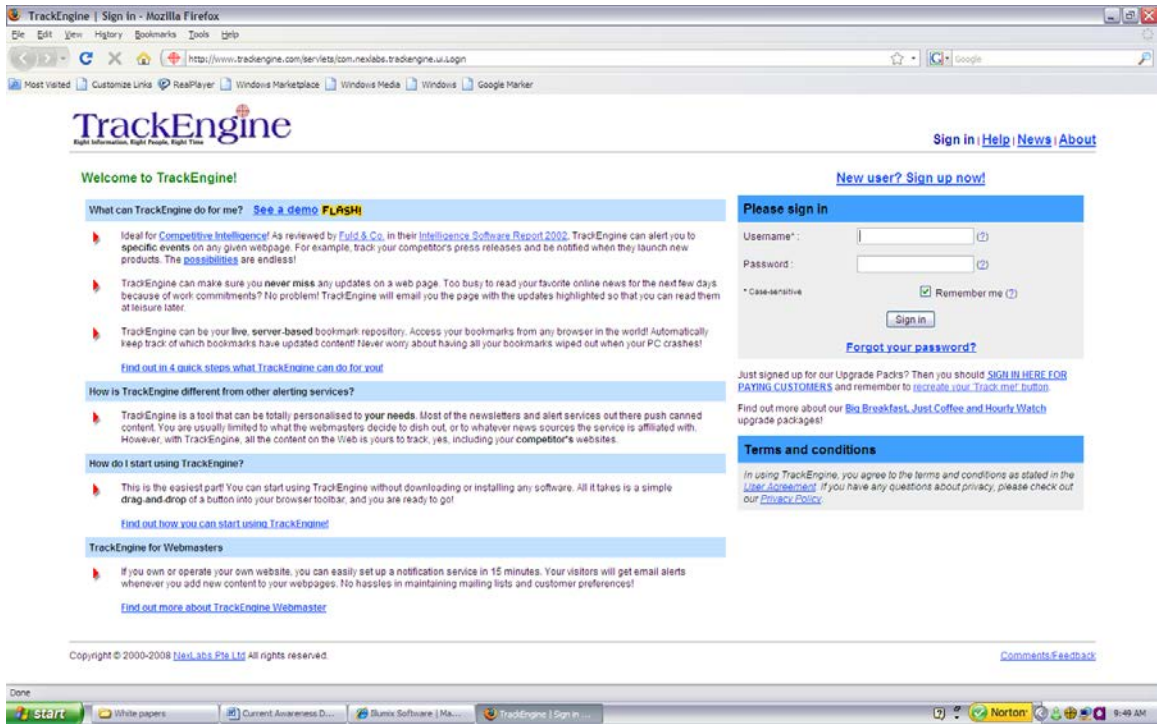 TrackEngine | Sign in - Mozilla Firefox
File Edit View History Bookmarks Tools Help
http://www.trackengine.com/servlets/com.nexlabs.trackengine.ui.Login
Google
Most Visited Customize Links RealPlayer Windows Marketplace Windows Media Windows Google Marker
TrackEngine
Right Information, Right People, Right Time
Sign in | Help | News | About
Welcome to TrackEngine!
What can TrackEngine do for me? See a demo FLASH!
Ideal for Competitive Intelligence! As reviewed by Fuld & Co. in their Intelligence Software Report 2002, TrackEngine can alert you to
specific events on any given webpage. For example, track your competitor's press releases and be notified when they launch new
products. The possibilities are endless!
TrackEngine can make sure you never miss any updates on a web page. Too busy to read your favorite online news for the next few days
because of work commitments? No problem! TrackEngine will email you the page with the updates highlighted so that you can read them
at leisure later.
TrackEngine can be your live, server-based bookmark repository. Access your bookmarks from any browser in the world! Automatically
keep track of which bookmarks have updated content! Never worry about having all your bookmarks wiped out when your PC crashes!
Find out in 4 quick steps what TrackEngine can do for you!
How is TrackEngine different from other alerting services?
TrackEngine is a tool that can be totally personalised to your needs. Most of the newsletters and alert services out there push canned
content. You are usually limited to what the webmasters decide to dish out, or to whatever news sources the service is affiliated with.
However, with TrackEngine, all the content on the Web is yours to track, yes, including your competitor's websites.
How do I start using TrackEngine?
This is the easiest part! You can start using TrackEngine without downloading or installing any software. All it takes is a simple
drag-and-drop of a button into your browser toolbar, and you are ready to go!
Find out how you can start using TrackEngine!
TrackEngine for Webmasters
If you own or operate your own website, you can easily set up a notification service in 15 minutes. Your visitors will get email alerts
whenever you add new content to your webpages. No hassles in maintaining mailing lists and customer preferences!
Find out more about TrackEngine Webmaster
New user? Sign up now!
Please sign in
Username* : (?)
Password : (?)
* Case-sensitive Remember me (?)
Sign in
Forgot your password?
Just signed up for our Upgrade Packs? Then you should SIGN IN HERE FOR
PAYING CUSTOMERS and remember to recreate your 'Track me!' button.
Find out more about our Big Breakfast, Just Coffee and Hourly Watch
upgrade packages!
Terms and conditions
In using TrackEngine, you agree to the terms and conditions as stated in the
User Agreement. If you have any questions about privacy, please check out
our Privacy Policy.
Copyright © 2000-2008 NexLabs Pte Ltd All rights reserved.
Comments/Feedback
Done
start White papers Current Awareness D... Illumix Software | Ma... TrackEngine | Sign in ... Norton 9:49 AM